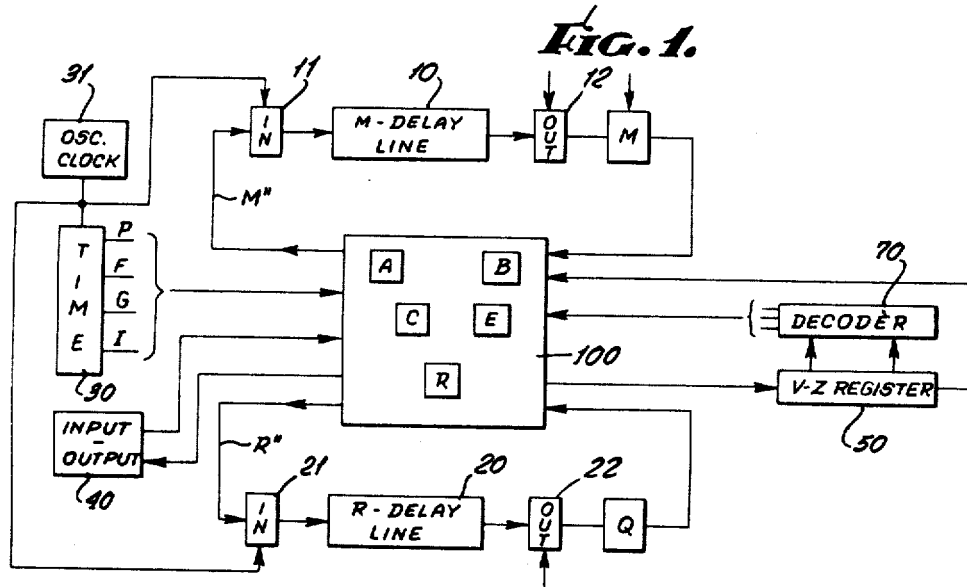 FIG. 1.
31
OSC.
CLOCK
11
IN
10
M-DELAY
LINE
12
OUT
M
M"
TIME
P
F
G
I
30
A
B
C
E
R
100
70
DECODER
V-Z REGISTER
50
INPUT
-
OUTPUT
40
R"
21
IN
20
R-DELAY
LINE
22
OUT
Q